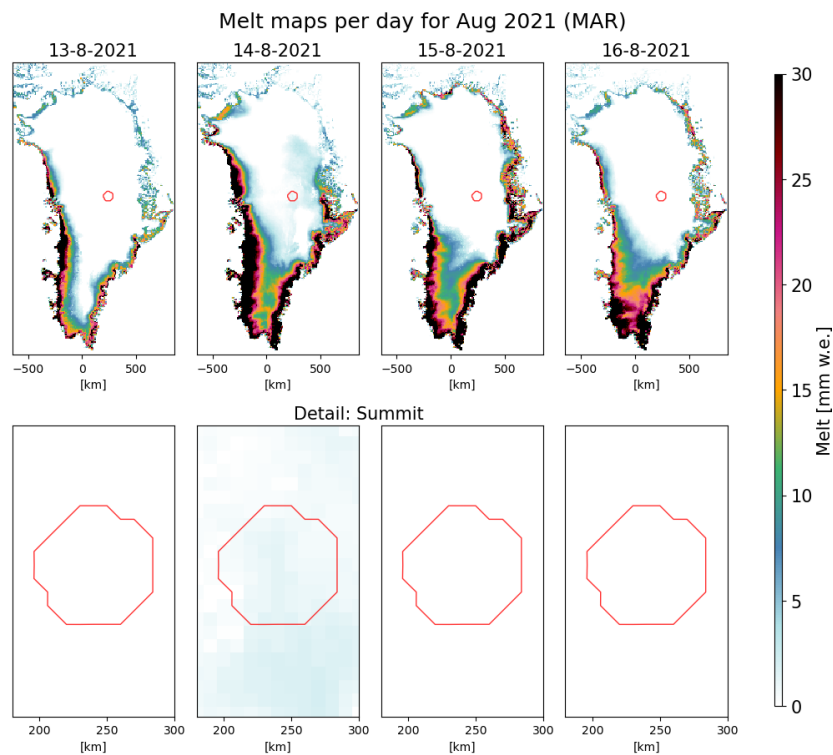 Melt maps per day for Aug 2021 (MAR)
13-8-2021 14-8-2021 15-8-2021 16-8-2021
−500 0 500 −500 0 500 −500 0 500 −500 0 500
[km] [km] [km] [km]
Detail: Summit
200 250 300 200 250 300 200 250 300 200 250 300
[km] [km] [km] [km]
30
25
20
15
10
5
0
Melt [mm w.e.]